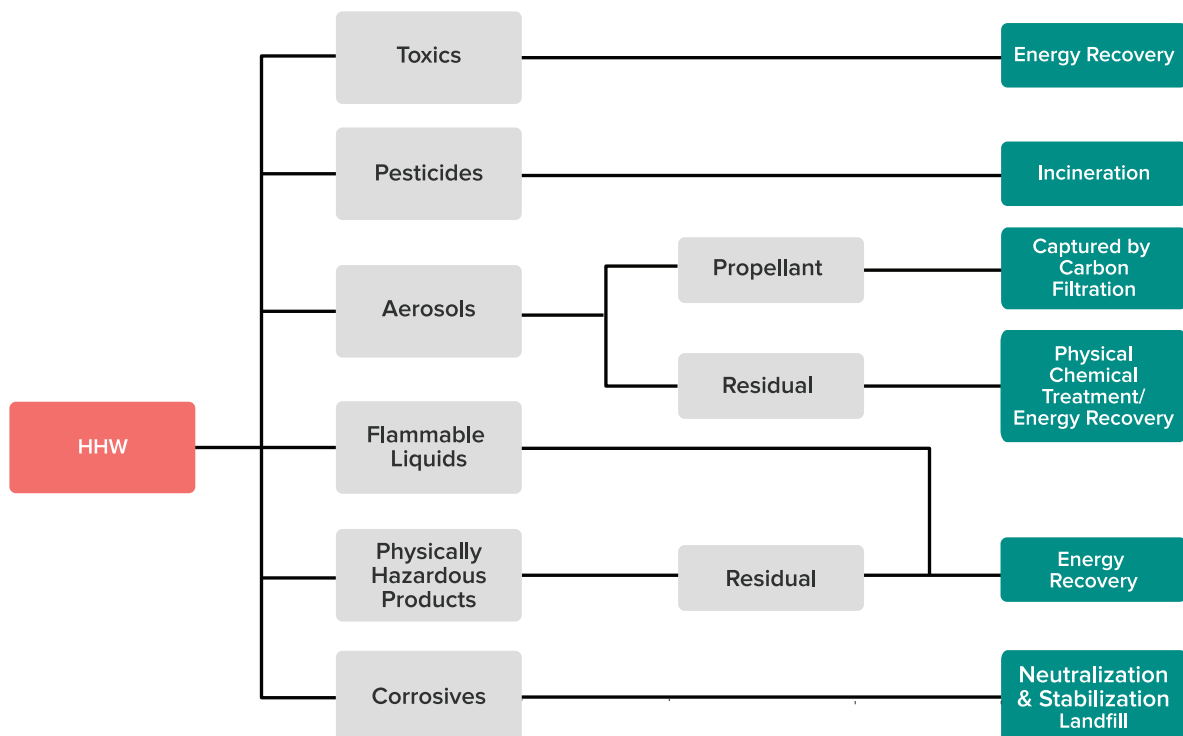 Toxics
Energy Recovery
Pesticides
Incineration
Aerosols
Propellant
Captured by
Carbon
Filtration
Residual
Physical
Chemical
Treatment/
Energy Recovery
HHW
Flammable
Liquids
Physically
Hazardous
Products
Residual
Energy
Recovery
Corrosives
Neutralization
& Stabilization
Landfill